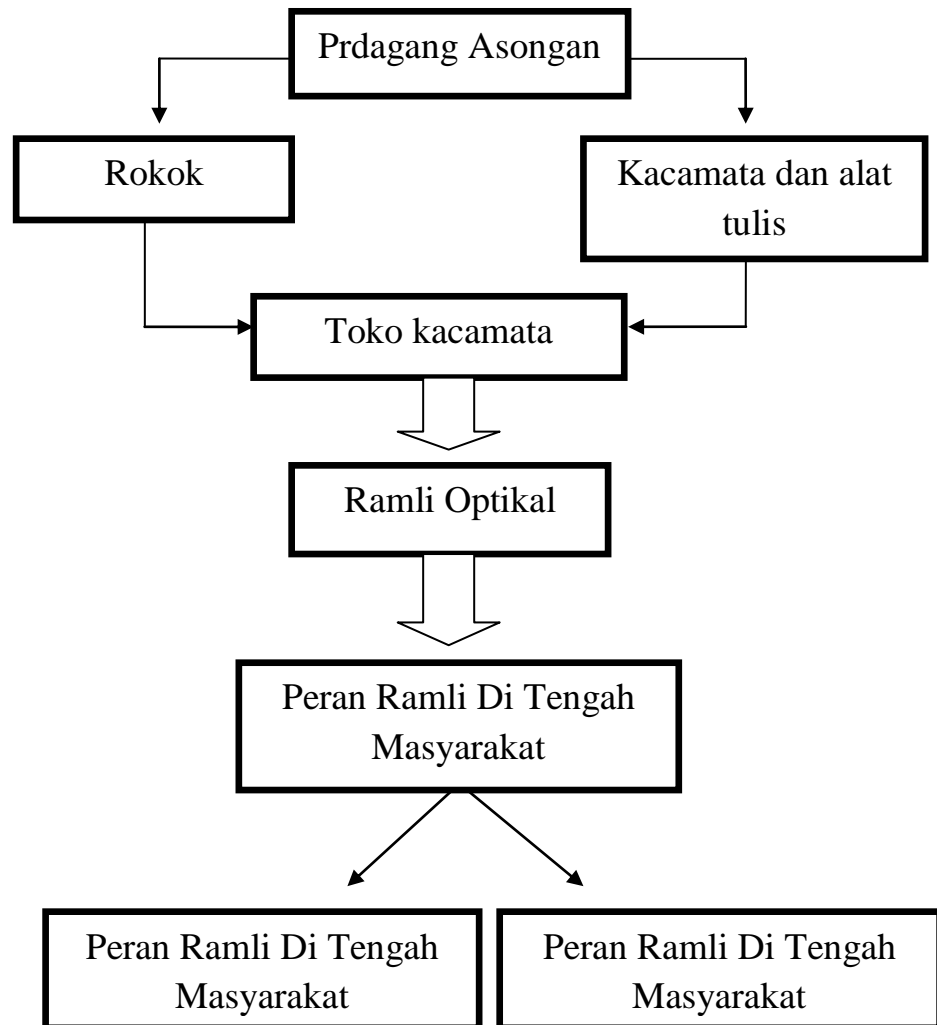 Prdagang Asongan
Rokok
Kacamata dan alat
tulis
Toko kacamata
Ramli Optikal
Peran Ramli Di Tengah
Masyarakat
Peran Ramli Di Tengah
Masyarakat
Peran Ramli Di Tengah
Masyarakat